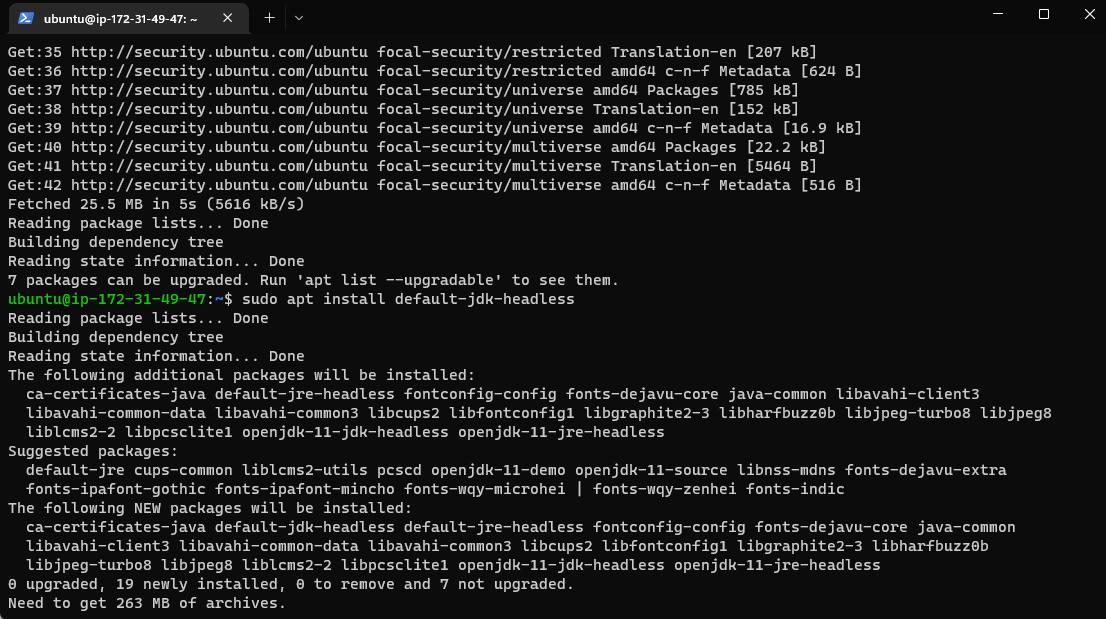 ubuntu@ip-172-31-49-47: ~
Get:35 http://security.ubuntu.com/ubuntu focal-security/restricted Translation-en [207 kB]
Get:36 http://security.ubuntu.com/ubuntu focal-security/restricted amd64 c-n-f Metadata [624 B]
Get:37 http://security.ubuntu.com/ubuntu focal-security/universe amd64 Packages [785 kB]
Get:38 http://security.ubuntu.com/ubuntu focal-security/universe Translation-en [152 kB]
Get:39 http://security.ubuntu.com/ubuntu focal-security/universe amd64 c-n-f Metadata [16.9 kB]
Get:40 http://security.ubuntu.com/ubuntu focal-security/multiverse amd64 Packages [22.2 kB]
Get:41 http://security.ubuntu.com/ubuntu focal-security/multiverse Translation-en [5464 B]
Get:42 http://security.ubuntu.com/ubuntu focal-security/multiverse amd64 c-n-f Metadata [516 B]
Fetched 25.5 MB in 5s (5616 kB/s)
Reading package lists... Done
Building dependency tree
Reading state information... Done
7 packages can be upgraded. Run 'apt list --upgradable' to see them.
ubuntu@ip-172-31-49-47:~$ sudo apt install default-jdk-headless
Reading package lists... Done
Building dependency tree
Reading state information... Done
The following additional packages will be installed:
  ca-certificates-java default-jre-headless fontconfig-config fonts-dejavu-core java-common libavahi-client3
  libavahi-common-data libavahi-common3 libcups2 libfontconfig1 libgraphite2-3 libharfbuzz0b libjpeg-turbo8 libjpeg8
  liblcms2-2 libpcsclite1 openjdk-11-jdk-headless openjdk-11-jre-headless
Suggested packages:
  default-jre cups-common liblcms2-utils pcscd openjdk-11-demo openjdk-11-source libnss-mdns fonts-dejavu-extra
  fonts-ipafont-gothic fonts-ipafont-mincho fonts-wqy-microhei | fonts-wqy-zenhei fonts-indic
The following NEW packages will be installed:
  ca-certificates-java default-jdk-headless default-jre-headless fontconfig-config fonts-dejavu-core java-common
  libavahi-client3 libavahi-common-data libavahi-common3 libcups2 libfontconfig1 libgraphite2-3 libharfbuzz0b
  libjpeg-turbo8 libjpeg8 liblcms2-2 libpcsclite1 openjdk-11-jdk-headless openjdk-11-jre-headless
0 upgraded, 19 newly installed, 0 to remove and 7 not upgraded.
Need to get 263 MB of archives.